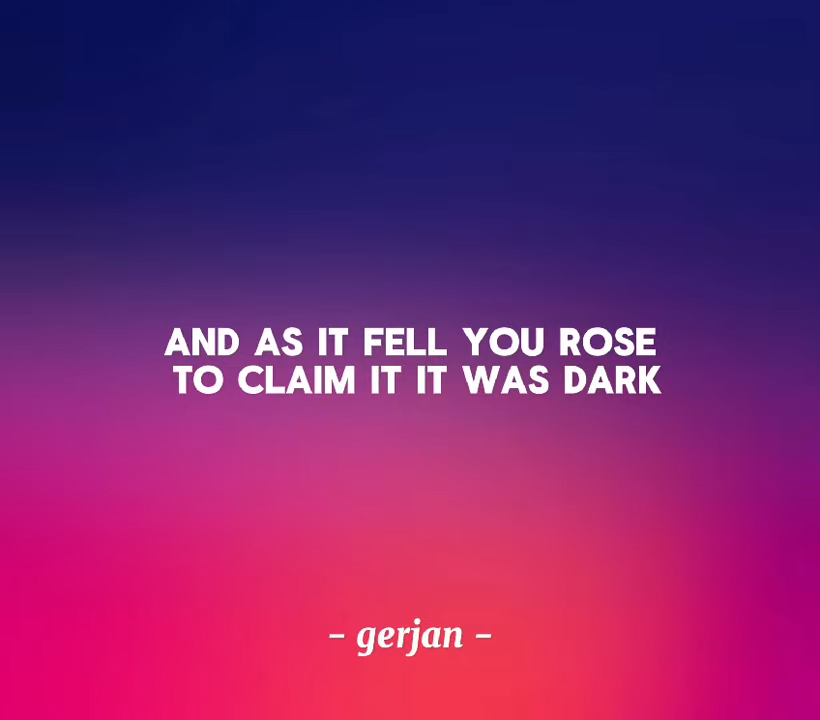 AND AS IT FELL YOU ROSE
TO CLAIM IT IT WAS DARK
- gerjan -